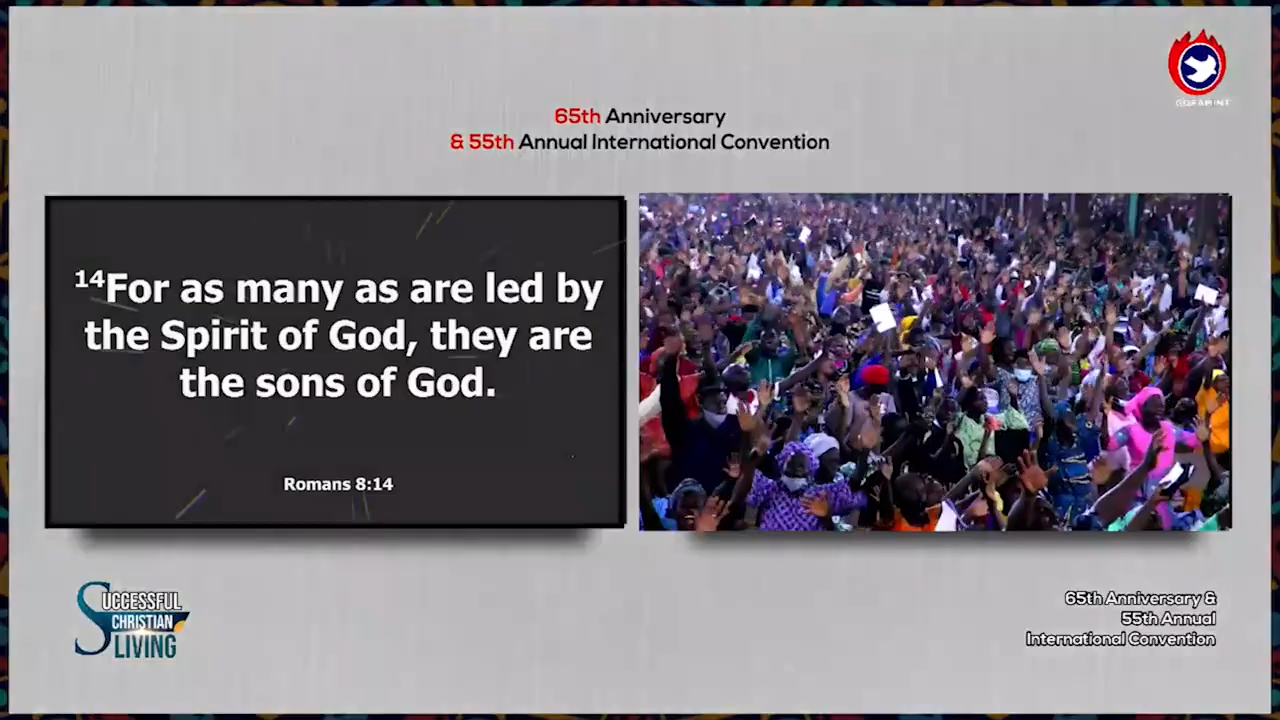 65th Anniversary
& 55th Annual International Convention
14For as many as are led by
the Spirit of God, they are
the sons of God.
Romans 8:14
SUCCESSFUL
CHRISTIAN
LIVING
65th Anniversary &
55th Annual
International Convention